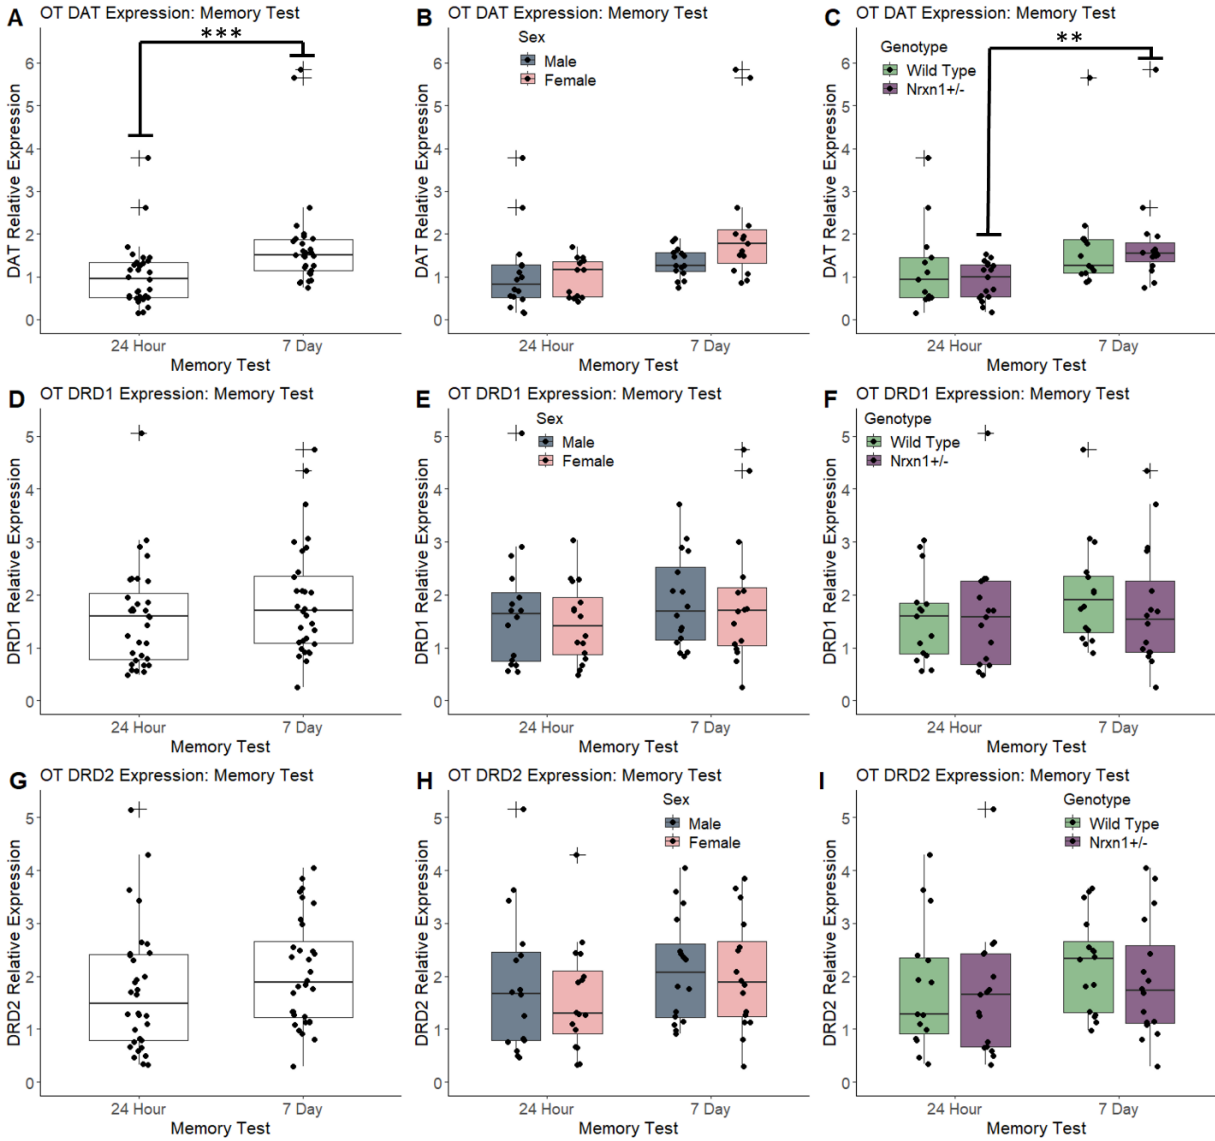 A OT DAT Expression: Memory Test
***
DAT Relative Expression
6
5
4
3
2
1
0
24 Hour 7 Day
Memory Test
B OT DAT Expression: Memory Test
Sex
Male
Female
DAT Relative Expression
6
5
4
3
2
1
0
24 Hour 7 Day
Memory Test
C OT DAT Expression: Memory Test
**
Genotype
Wild Type
Nrxn1+/-
DAT Relative Expression
6
5
4
3
2
1
0
24 Hour 7 Day
Memory Test
D OT DRD1 Expression: Memory Test
DRD1 Relative Expression
5
4
3
2
1
0
24 Hour 7 Day
Memory Test
E OT DRD1 Expression: Memory Test
Sex
Male
Female
DRD1 Relative Expression
5
4
3
2
1
0
24 Hour 7 Day
Memory Test
F OT DRD1 Expression: Memory Test
Genotype
Wild Type
Nrxn1+/-
DRD1 Relative Expression
5
4
3
2
1
0
24 Hour 7 Day
Memory Test
G OT DRD2 Expression: Memory Test
DRD2 Relative Expression
5
4
3
2
1
0
24 Hour 7 Day
Memory Test
H OT DRD2 Expression: Memory Test
Sex
Male
Female
DRD2 Relative Expression
5
4
3
2
1
0
24 Hour 7 Day
Memory Test
I OT DRD2 Expression: Memory Test
Genotype
Wild Type
Nrxn1+/-
DRD2 Relative Expression
5
4
3
2
1
0
24 Hour 7 Day
Memory Test